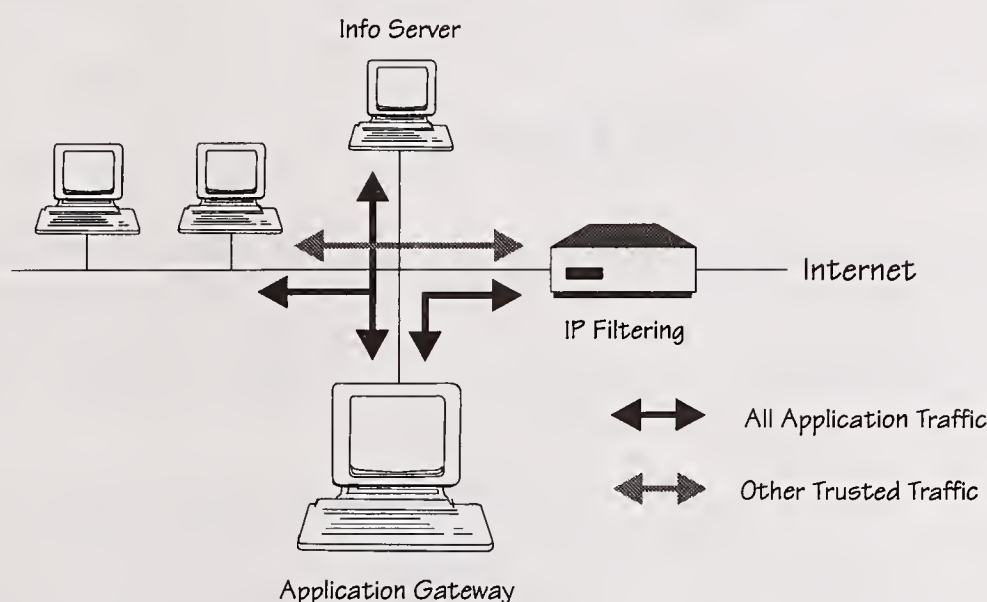 Info Server
Internet
IP Filtering
All Application Traffic
Other Trusted Traffic
Application Gateway